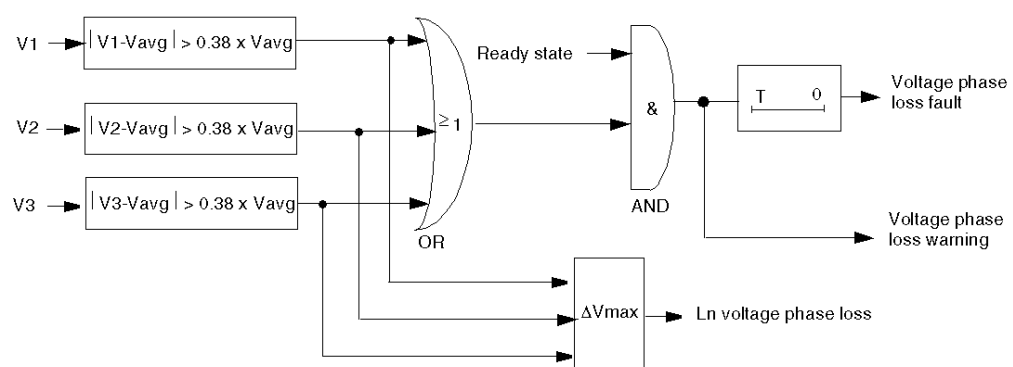 V1
|V1-Vavg| > 0.38 x Vavg
V2
|V2-Vavg| > 0.38 x Vavg
V3
|V3-Vavg| > 0.38 x Vavg
≥ 1
OR
Ready state
&
AND
T 0
Voltage phase
loss fault
Voltage phase
loss warning
ΔVmax
Ln voltage phase loss